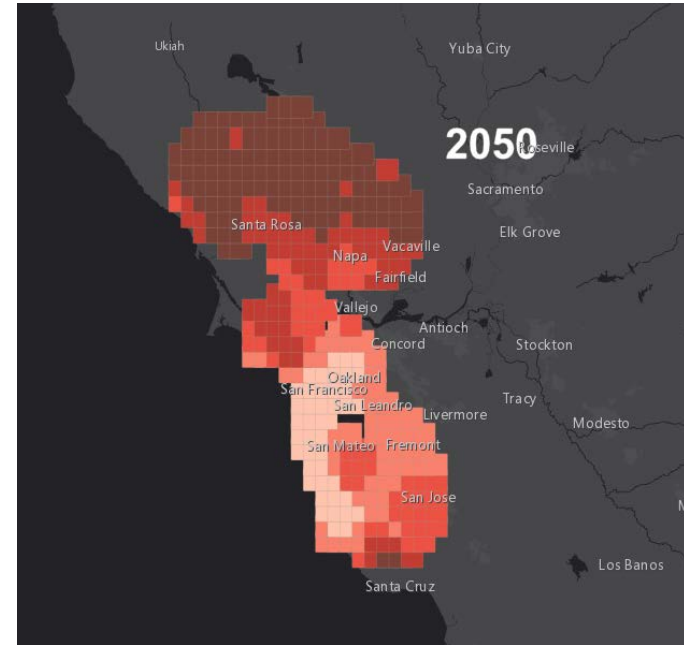 Ukiah
Yuba City
2050
Roseville
Sacramento
Santa Rosa
Elk Grove
Vacaville
Napa
Fairfield
Vallejo
Antioch
Concord
Stockton
Oakland
San Francisco
Tracy
San Leandro
Livermore
Modesto
San Mateo
Fremont
San Jose
Los Banos
Santa Cruz